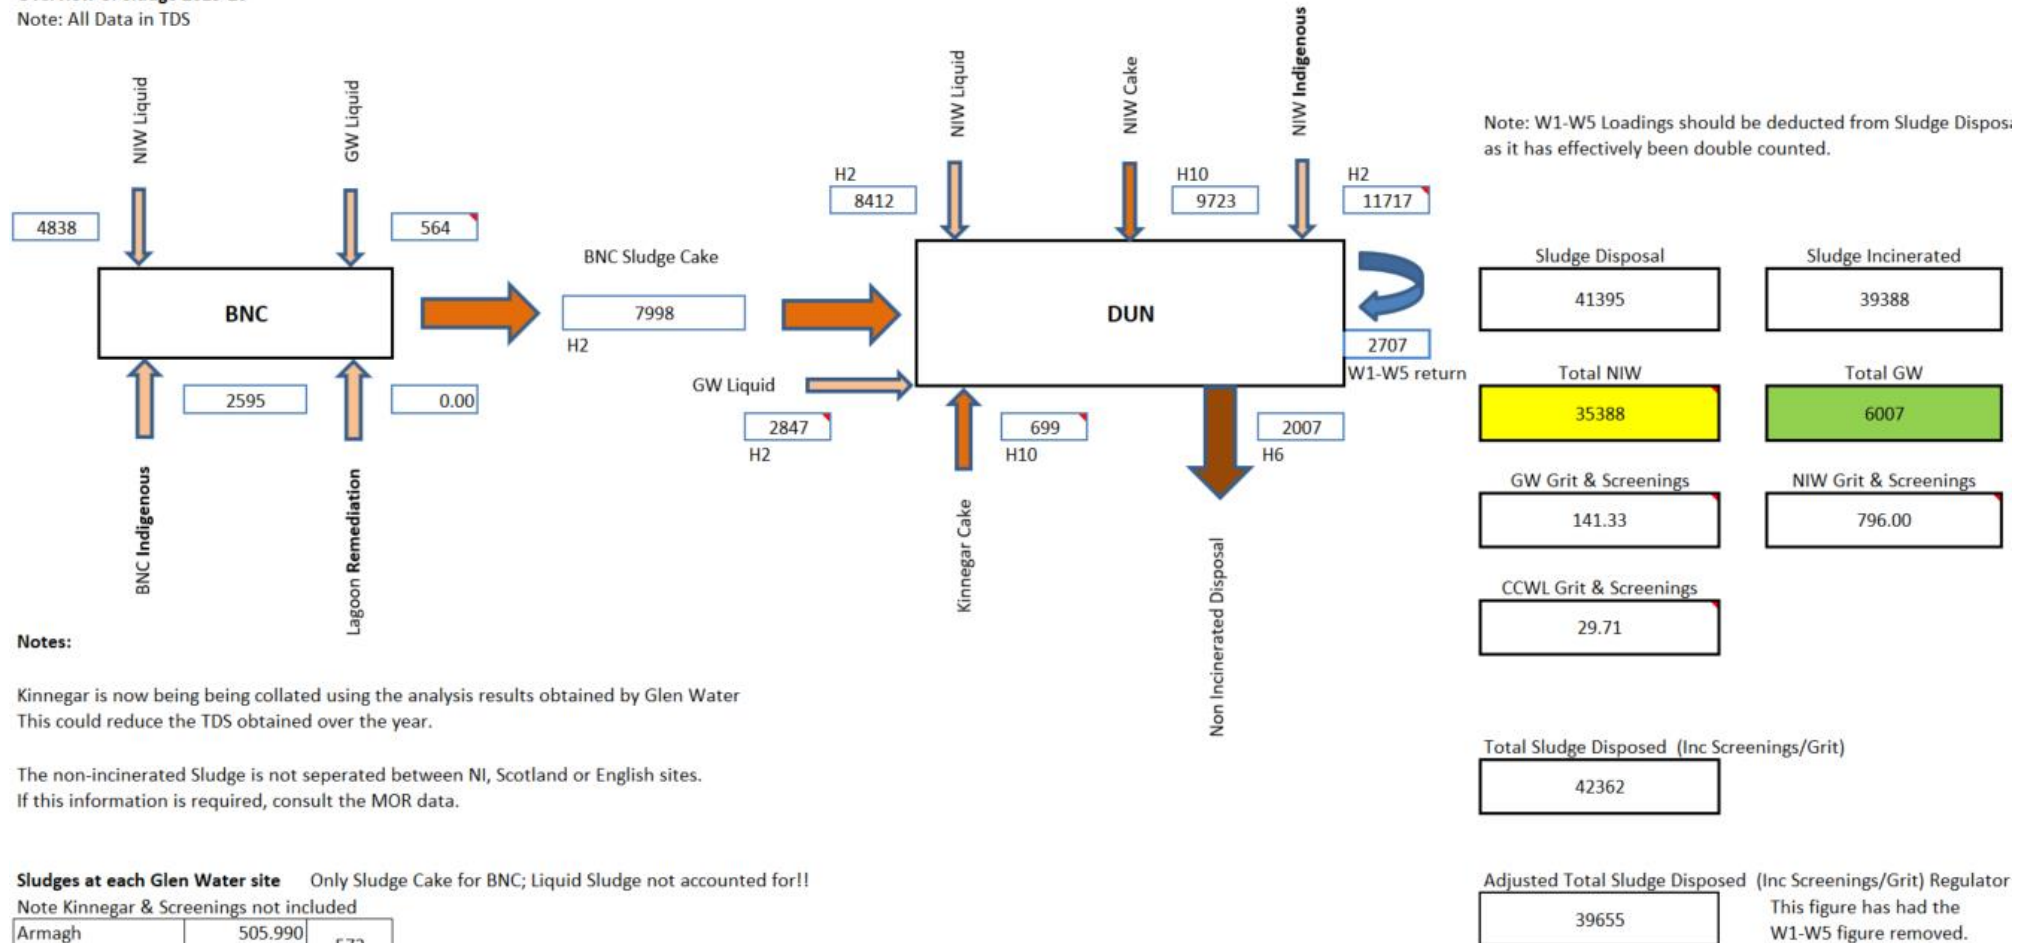 Note: All Data in TDS
NIW Liquid
GW Liquid
4838
564
BNC
BNC Sludge Cake
7998
H2
2595
0.00
BNC Indigenous
Lagoon Remediation
NIW Liquid
NIW Cake
NIW Indigenous
H2
8412
H10
9723
H2
11717
DUN
2707
W1-W5 return
GW Liquid
2847
H2
699
H10
2007
H6
Kinnegar Cake
Non Incinerated Disposal
Note: W1-W5 Loadings should be deducted from Sludge
as it has effectively been double counted.
Sludge Disposal
Sludge Incinerated
41395
39388
Total NIW
Total GW
35388
6007
GW Grit & Screenings
NIW Grit & Screenings
141.33
796.00
CCWL Grit & Screenings
29.71
Notes:
Kinnegar is now being being collated using the analysis results obtained by Glen Water
This could reduce the TDS obtained over the year.
The non-incinerated Sludge is not seperated between NI, Scotland or English sites.
If this information is required, consult the MOR data.
Total Sludge Disposed (Inc Screenings/Grit)
42362
Sludges at each Glen Water site Only Sludge Cake for BNC; Liquid Sludge not accounted for!!
Note Kinnegar & Screenings not included
Armagh 505.990
Adjusted Total Sludge Disposed (Inc Screenings/Grit) Regulator
39655
This figure has had the
W1-W5 figure removed.